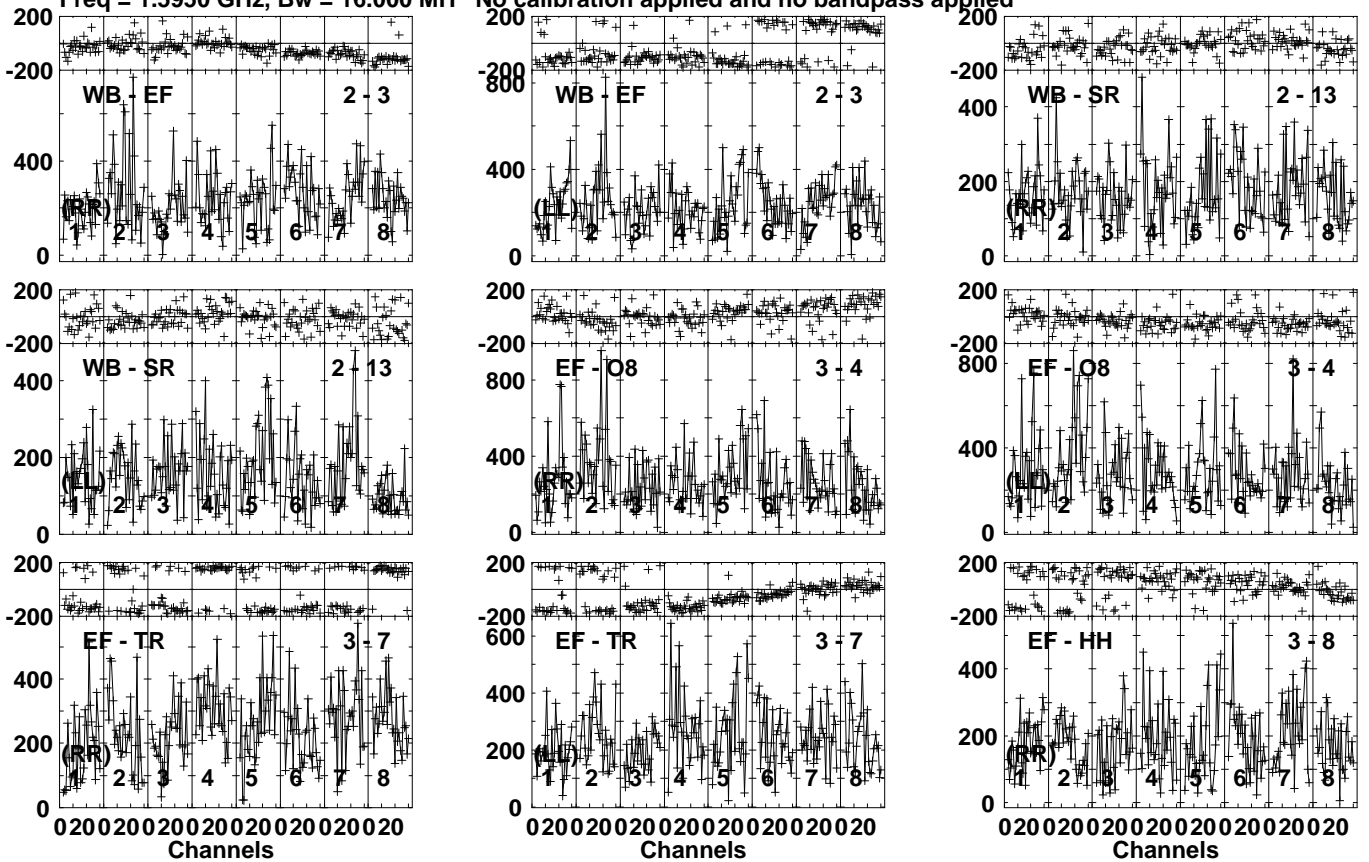 Freq = 1.5950 GHz, Bw = 16.000 MH No calibration applied and no bandpass applied
200 200 200
-200 -200 -200
WB - EF 2 - 3 800 WB - EF 2 - 3 WB - SR 2 - 13
400
400 400
200
(RR) (LL) (RR)
1 2 3 4 5 6 7 8 1 2 3 4 5 6 7 8 1 2 3 4 5 6 7 8
0 0 0
200 200 200
-200 -200 -200
WB - SR 2 - 13 EF - O8 3 - 4 EF - O8 3 - 4
400 800 800
200 400 400
(LL) (RR) (LL)
1 2 3 4 5 6 7 8 1 2 3 4 5 6 7 8 1 2 3 4 5 6 7 8
0 0 0
200 200 200
-200 -200 -200
EF - TR 3 - 7 600 EF - TR 3 - 7 EF - HH 3 - 8
400 400 400
200 200 200
(RR) (LL) (RR)
1 2 3 4 5 6 7 8 1 2 3 4 5 6 7 8 1 2 3 4 5 6 7 8
0 0 0
020020020020020020020020 020020020020020020020020 020020020020020020020020
Channels Channels Channels